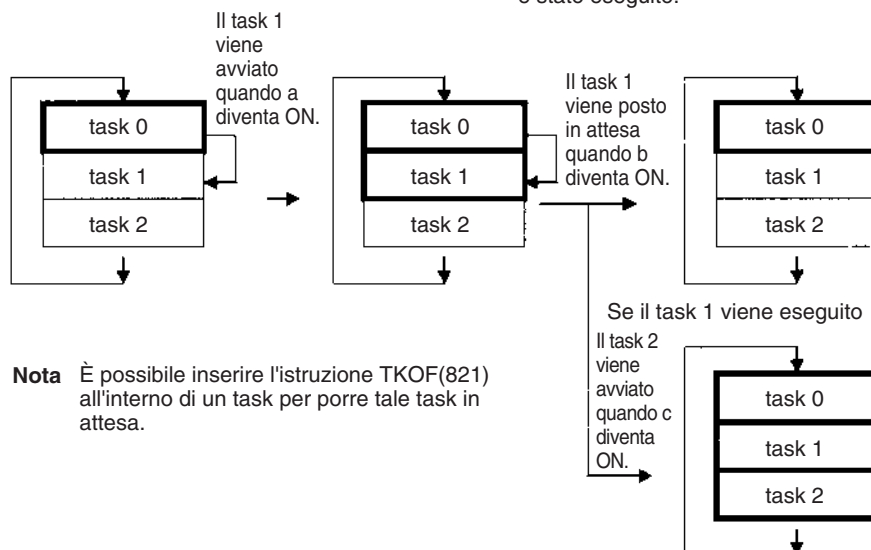 è stato eseguito.
Il task 1
viene
avviato
quando a
diventa ON.
task 0
task 1
task 2
task 0
task 1
task 2
Il task 1
viene posto
in attesa
quando b
diventa ON.
task 0
task 1
task 2
Se il task 1 viene eseguito
Il task 2
viene
avviato
quando c
diventa
ON.
task 0
task 1
task 2
Nota È possibile inserire l'istruzione TKOF(821)
all'interno di un task per porre tale task in
attesa.